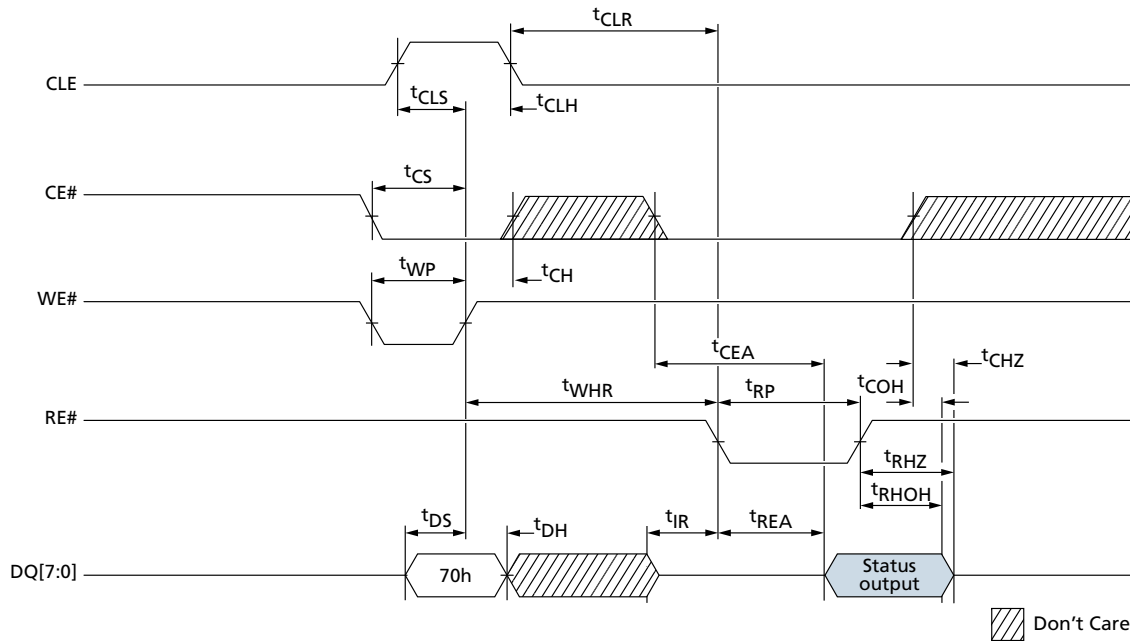 tCLR
CLE
tCLS
tCLH
tCS
CE#
tWP
tCH
WE#
tCEA
tCHZ
tCOH
tWHR
tRP
RE#
tRHZ
tRHOH
tDS
tDH
tIR
tREA
DQ[7:0]
70h
Status
output
Don't Care